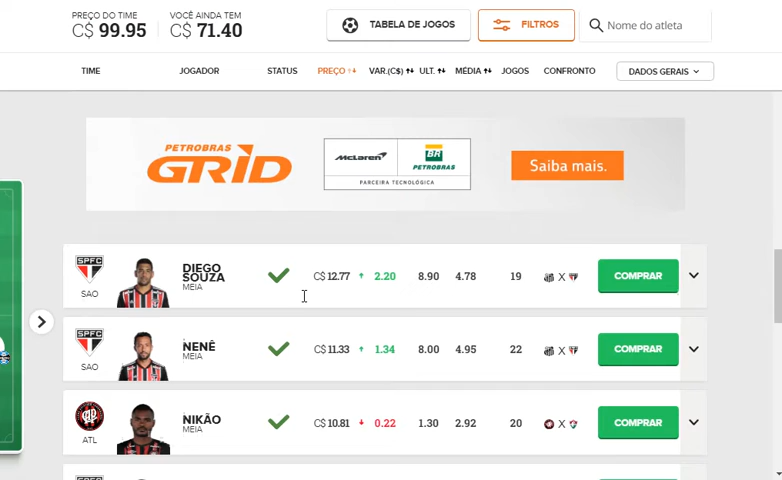 PREÇO DO TIME
C$ 99.95
VOCÊ AINDA TEM
C$ 71.40
TABELA DE JOGOS
FILTROS
Nome do atleta
TIME JOGADOR STATUS PREÇO VAR.(C$) ULT. MÉDIA JOGOS CONFRONTO DADOS GERAIS
PETROBRAS
GRID
McLaren
BR
PETROBRAS
PARCEIRA TECNOLÓGICA
Saiba mais.
SPFC
SAO
DIEGO
SOUZA
MEIA
C$ 12.77 2.20 8.90 4.78 19 X COMPRAR
SPFC
SAO
NENÊ
MEIA
C$ 11.33 1.34 8.00 4.95 22 X COMPRAR
ATL
NIKÃO
MEIA
C$ 10.81 0.22 1.30 2.92 20 X COMPRAR